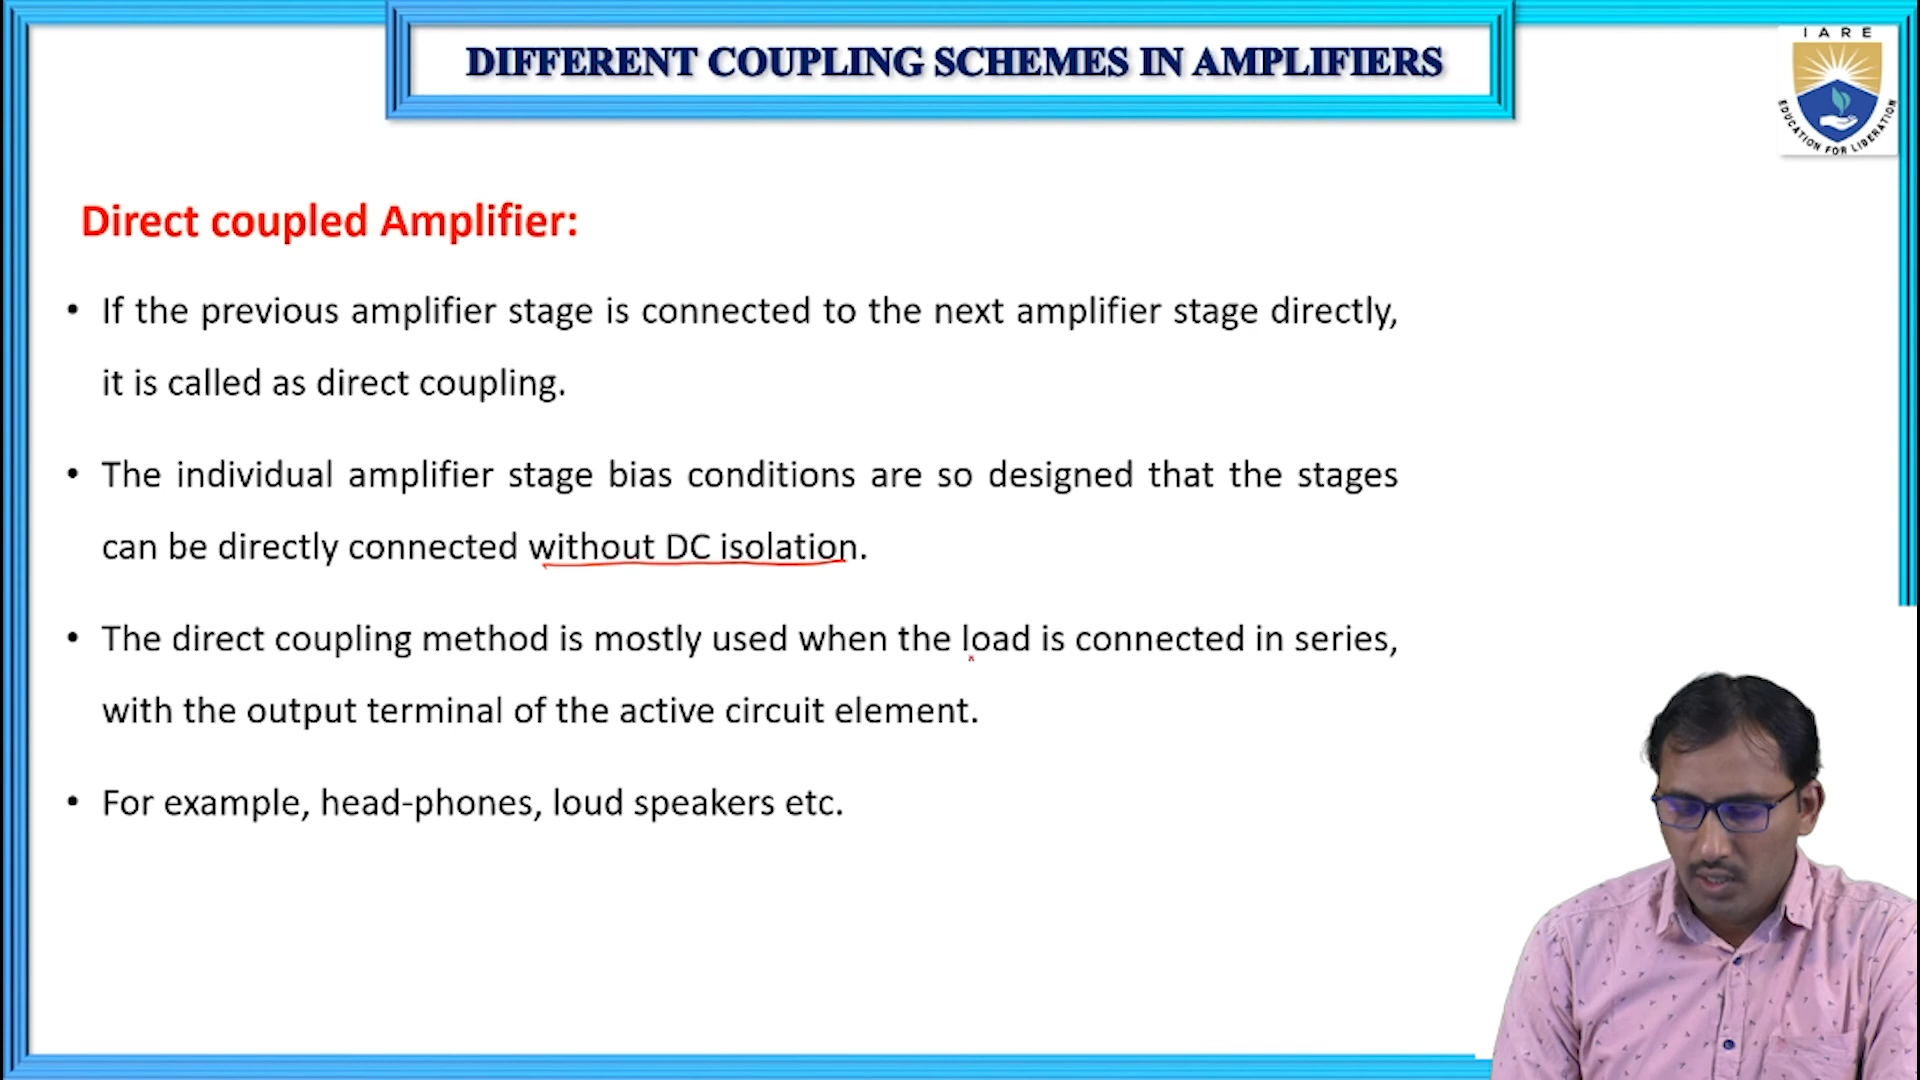 DIFFERENT COUPLING SCHEMES IN AMPLIFIERS
IARE
EDUCATION FOR LIBERATION
Direct coupled Amplifier:
• If the previous amplifier stage is connected to the next amplifier stage directly,
it is called as direct coupling.
• The individual amplifier stage bias conditions are so designed that the stages
can be directly connected without DC isolation.
• The direct coupling method is mostly used when the load is connected in series,
with the output terminal of the active circuit element.
• For example, head-phones, loud speakers etc.